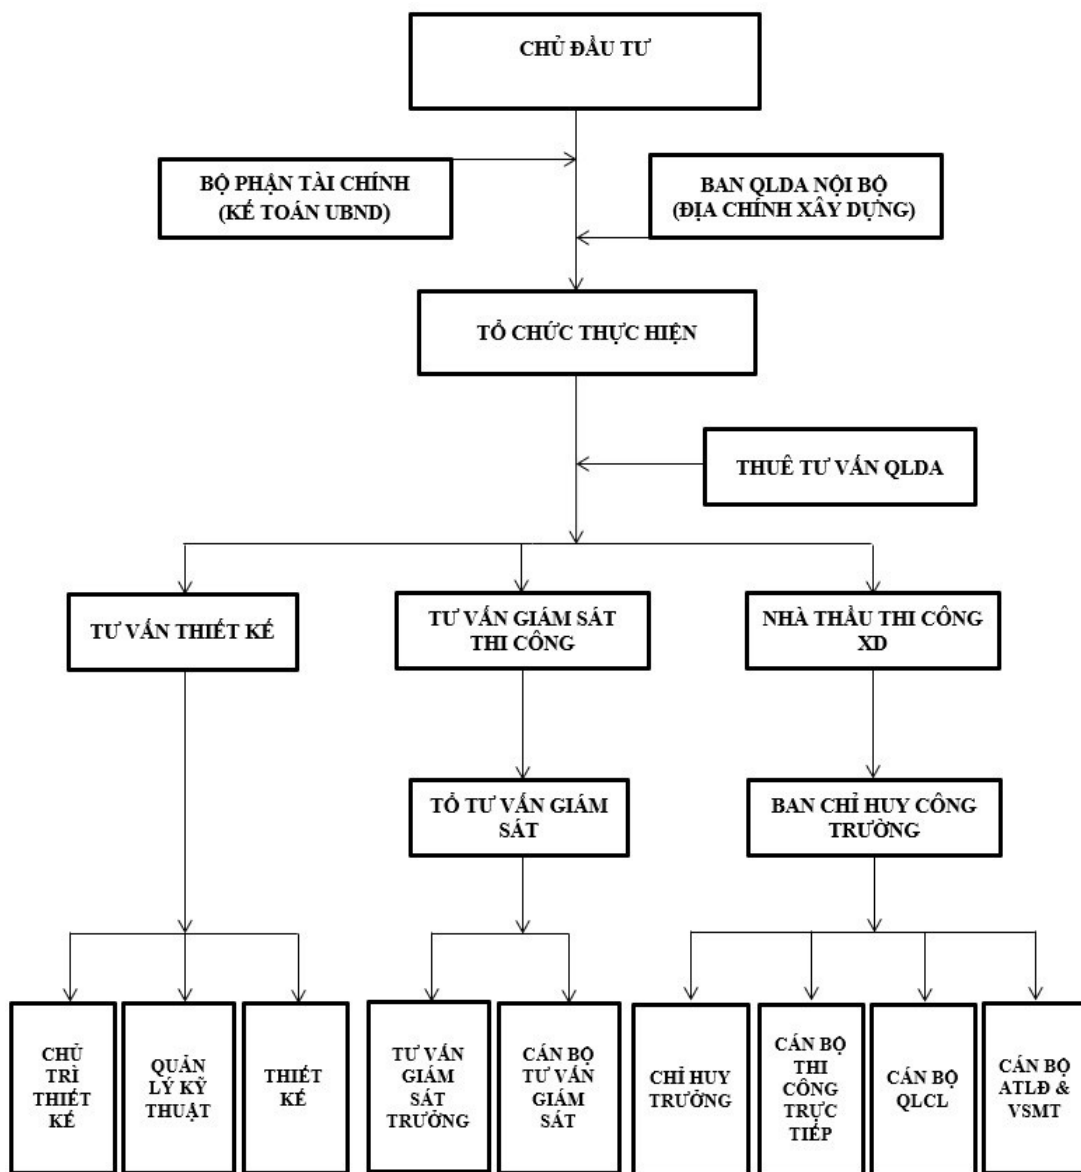 CHỦ ĐẦU TƯ
BỘ PHẬN TÀI CHÍNH
(KẾ TOÁN UBND)
BAN QLDA NỘI BỘ
(ĐỊA CHÍNH XÂY DỰNG)
TỔ CHỨC THỰC HIỆN
THUÊ TƯ VẤN QLDA
TƯ VẤN THIẾT KẾ
TƯ VẤN GIÁM SÁT
THI CÔNG
NHÀ THẦU THI CÔNG
XD
TỔ TƯ VẤN GIÁM
SÁT
BAN CHỈ HUY CÔNG
TRƯỜNG
CHỦ
TRÌ
THIẾT
KẾ
QUẢN
LÝ KỸ
THUẬT
THIẾT
KẾ
TƯ VẤN
GIÁM
SÁT
TRƯỞNG
CÁN BỘ
TƯ VẤN
GIÁM
SÁT
CHỈ HUY
TRƯỞNG
CÁN BỘ
THI
CÔNG
TRỰC
TIẾP
CÁN BỘ
QLCL
CÁN BỘ
ATLĐ &
VSMT